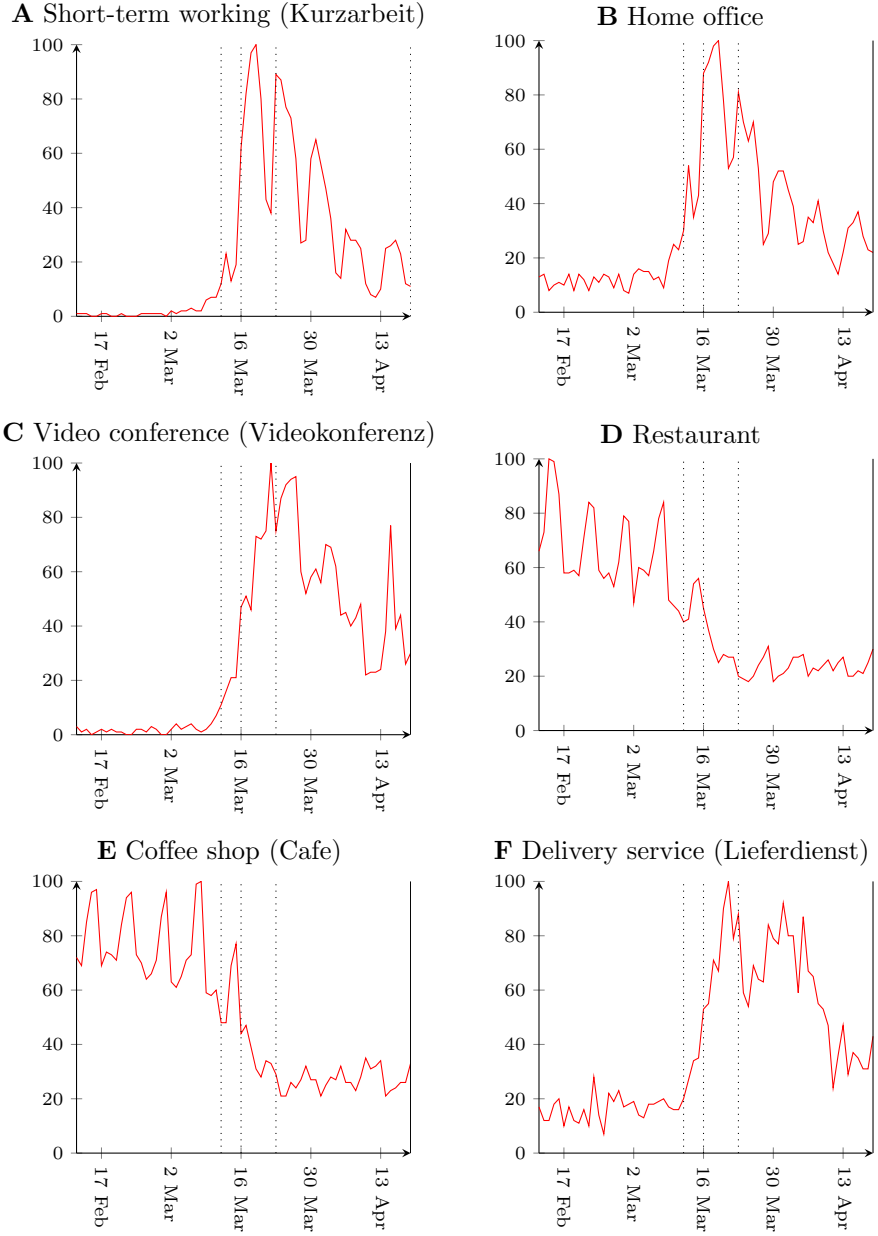 A Short-term working (Kurzarbeit)
100
80
60
40
20
0
17 Feb
2 Mar
16 Mar
30 Mar
13 Apr
B Home office
100
80
60
40
20
0
17 Feb
2 Mar
16 Mar
30 Mar
13 Apr
C Video conference (Videokonferenz)
100
80
60
40
20
0
17 Feb
2 Mar
16 Mar
30 Mar
13 Apr
D Restaurant
100
80
60
40
20
0
17 Feb
2 Mar
16 Mar
30 Mar
13 Apr
E Coffee shop (Cafe)
100
80
60
40
20
0
17 Feb
2 Mar
16 Mar
30 Mar
13 Apr
F Delivery service (Lieferdienst)
100
80
60
40
20
0
17 Feb
2 Mar
16 Mar
30 Mar
13 Apr